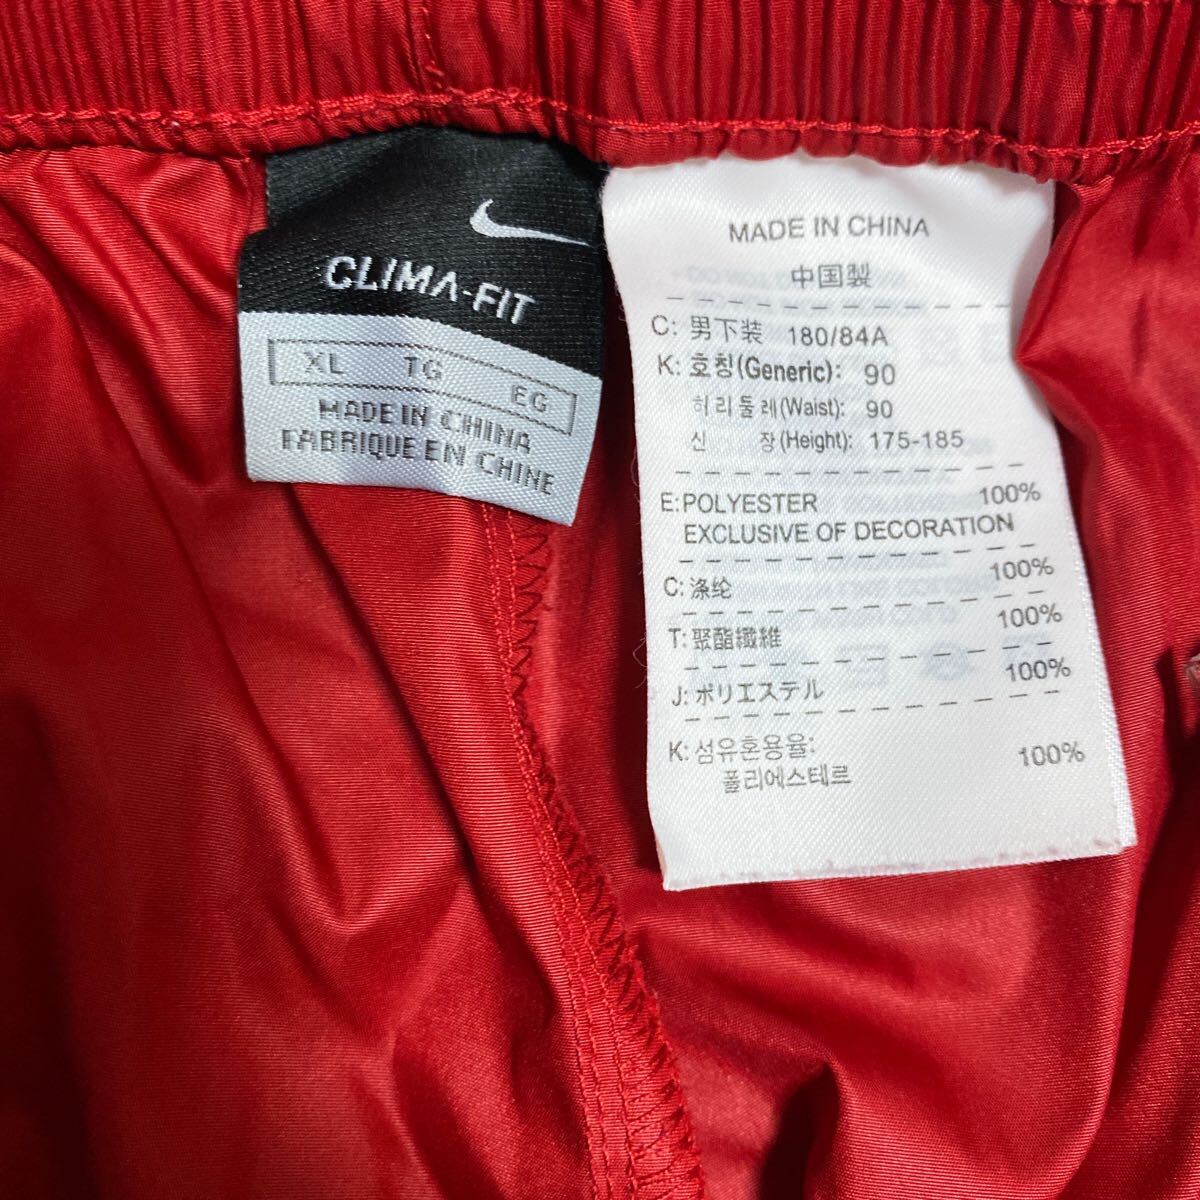 CLIMA-FIT
XL TG EG
MADE IN CHINA
FABRIQUE EN CHINE
MADE IN CHINA
中国製
C: 男下装 180/84A
K: 호칭(Generic): 90
허리둘레(Waist): 90
신 장(Height): 175-185
E: POLYESTER 100%
EXCLUSIVE OF DECORATION
C: 涤纶 100%
T: 聚酯纖維 100%
J: ポリエステル 100%
K: 섬유혼용율:
폴리에스테르 100%